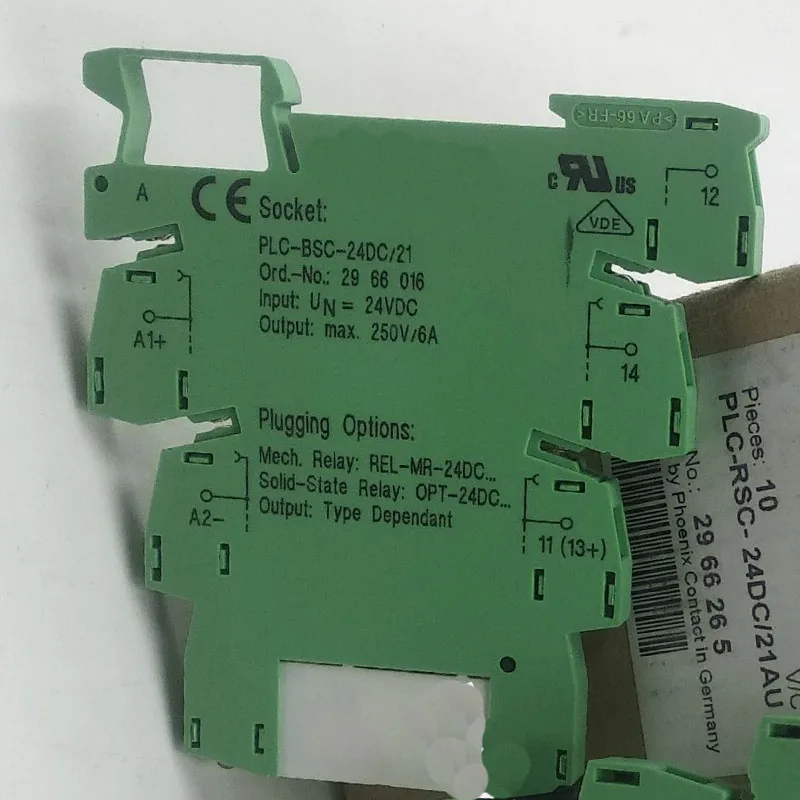 >PA 66-FR<
A
CE
Socket:
c RU us
VDE
12
PLC-BSC-24DC/21
Ord.-No.: 29 66 016
Input: UN = 24VDC
Output: max. 250V/6A
A1+
14
Plugging Options:
Mech. Relay: REL-MR-24DC...
Solid-State Relay: OPT-24DC...
Output: Type Dependant
A2-
11 (13+)
Pieces: 10
PLC-RSC- 24DC/21AU
No.: 29 66 26 5
by Phoenix Contact in Germany